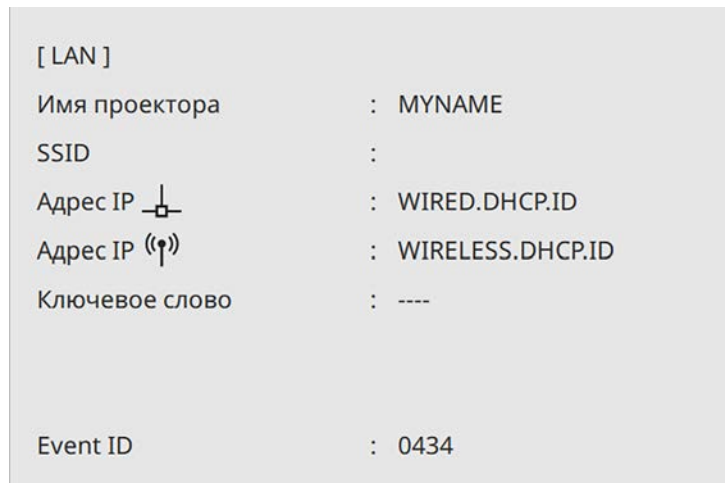 [ LAN ]
Имя проектора : MYNAME
SSID :
Адрес IP : WIRED.DHCP.ID
Адрес IP : WIRELESS.DHCP.ID
Ключевое слово : ----
Event ID : 0434